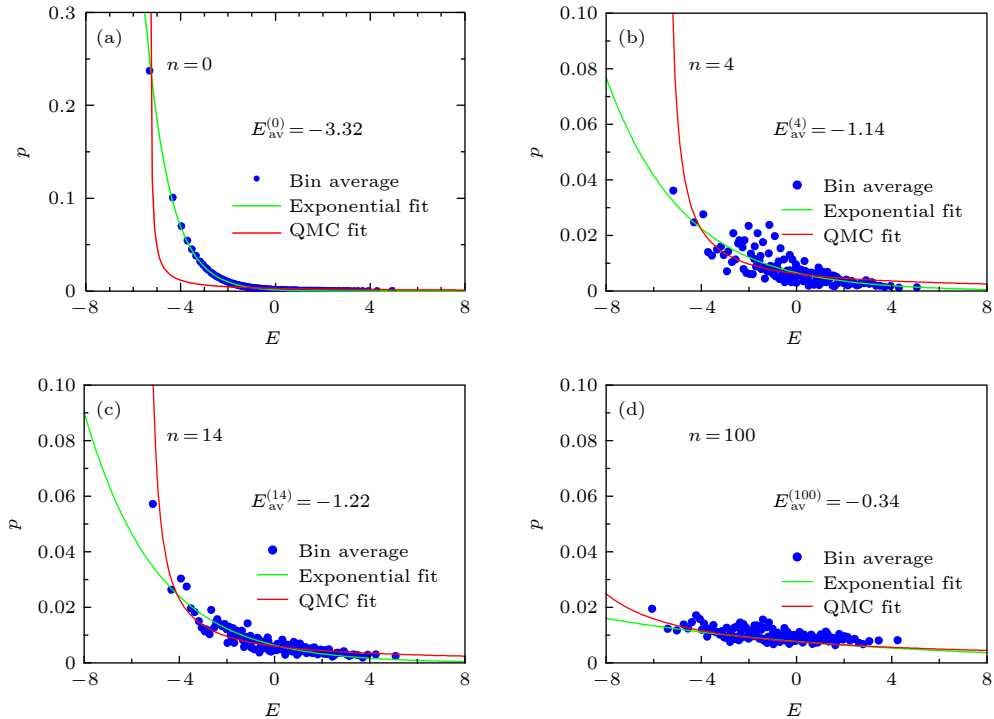 (a)
n=0
E_av^(0)=−3.32
Bin average
Exponential fit
QMC fit
p
0.3
0.2
0.1
0
−8
−4
0
4
8
E
(b)
n=4
E_av^(4)=−1.14
Bin average
Exponential fit
QMC fit
p
0.10
0.08
0.06
0.04
0.02
0
−8
−4
0
4
8
E
(c)
n=14
E_av^(14)=−1.22
Bin average
Exponential fit
QMC fit
p
0.10
0.08
0.06
0.04
0.02
0
−8
−4
0
4
8
E
(d)
n=100
E_av^(100)=−0.34
Bin average
Exponential fit
QMC fit
p
0.10
0.08
0.06
0.04
0.02
0
−8
−4
0
4
8
E